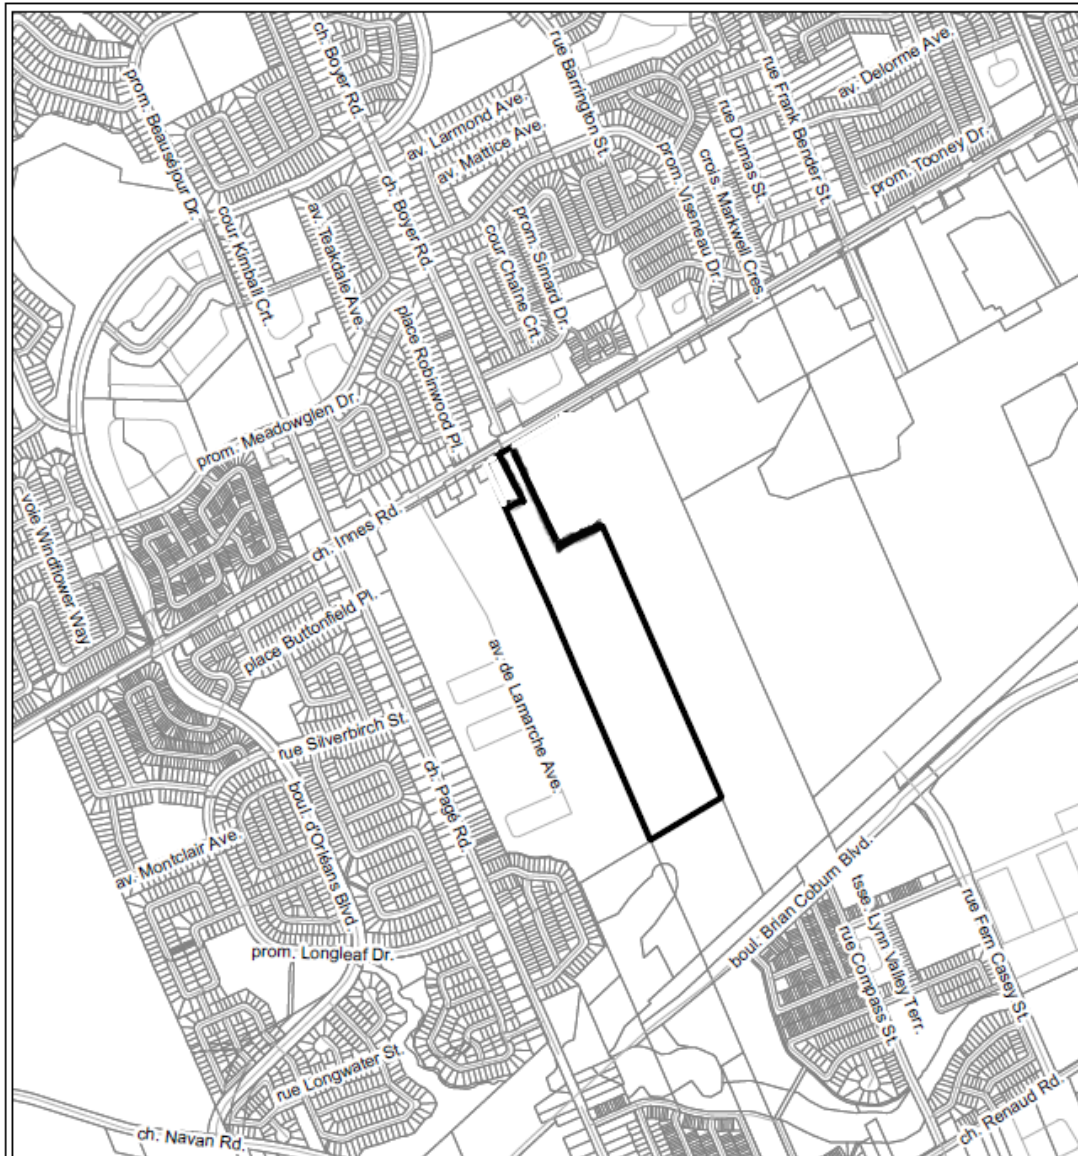 prom. Beauséjour Dr.
ch. Boyer Rd.
rue Barrington St.
rue Frank Bender St.
av. Delorme Ave.
av. Larmond Ave.
av. Mattice Ave.
rue Dumas St.
prom. Tooney Dr.
crois. Markwell Cres.
prom. Viseneau Dr.
ch. Boyer Rd
cour Kimball Crt.
av. Teakdale Ave.
prom. Simard Dr.
cour Chaîne Crt.
place Robinwood Pl.
prom. Meadowglen Dr.
voie Windflower Way
ch. Innes Rd.
place Buttonfield Pl.
av. de Lamarche Ave.
rue Silverbirch St.
boul. d'Orléans Blvd.
ch. Pagé Rd.
av. Montclair Ave.
prom. Longleaf Dr.
boul. Brian Coburn Blvd.
tsse. Lynn Valley Terr.
rue Compass St.
rue Fern Casey St.
rue Longwater St.
ch. Navan Rd.
ch. Renaud Rd.